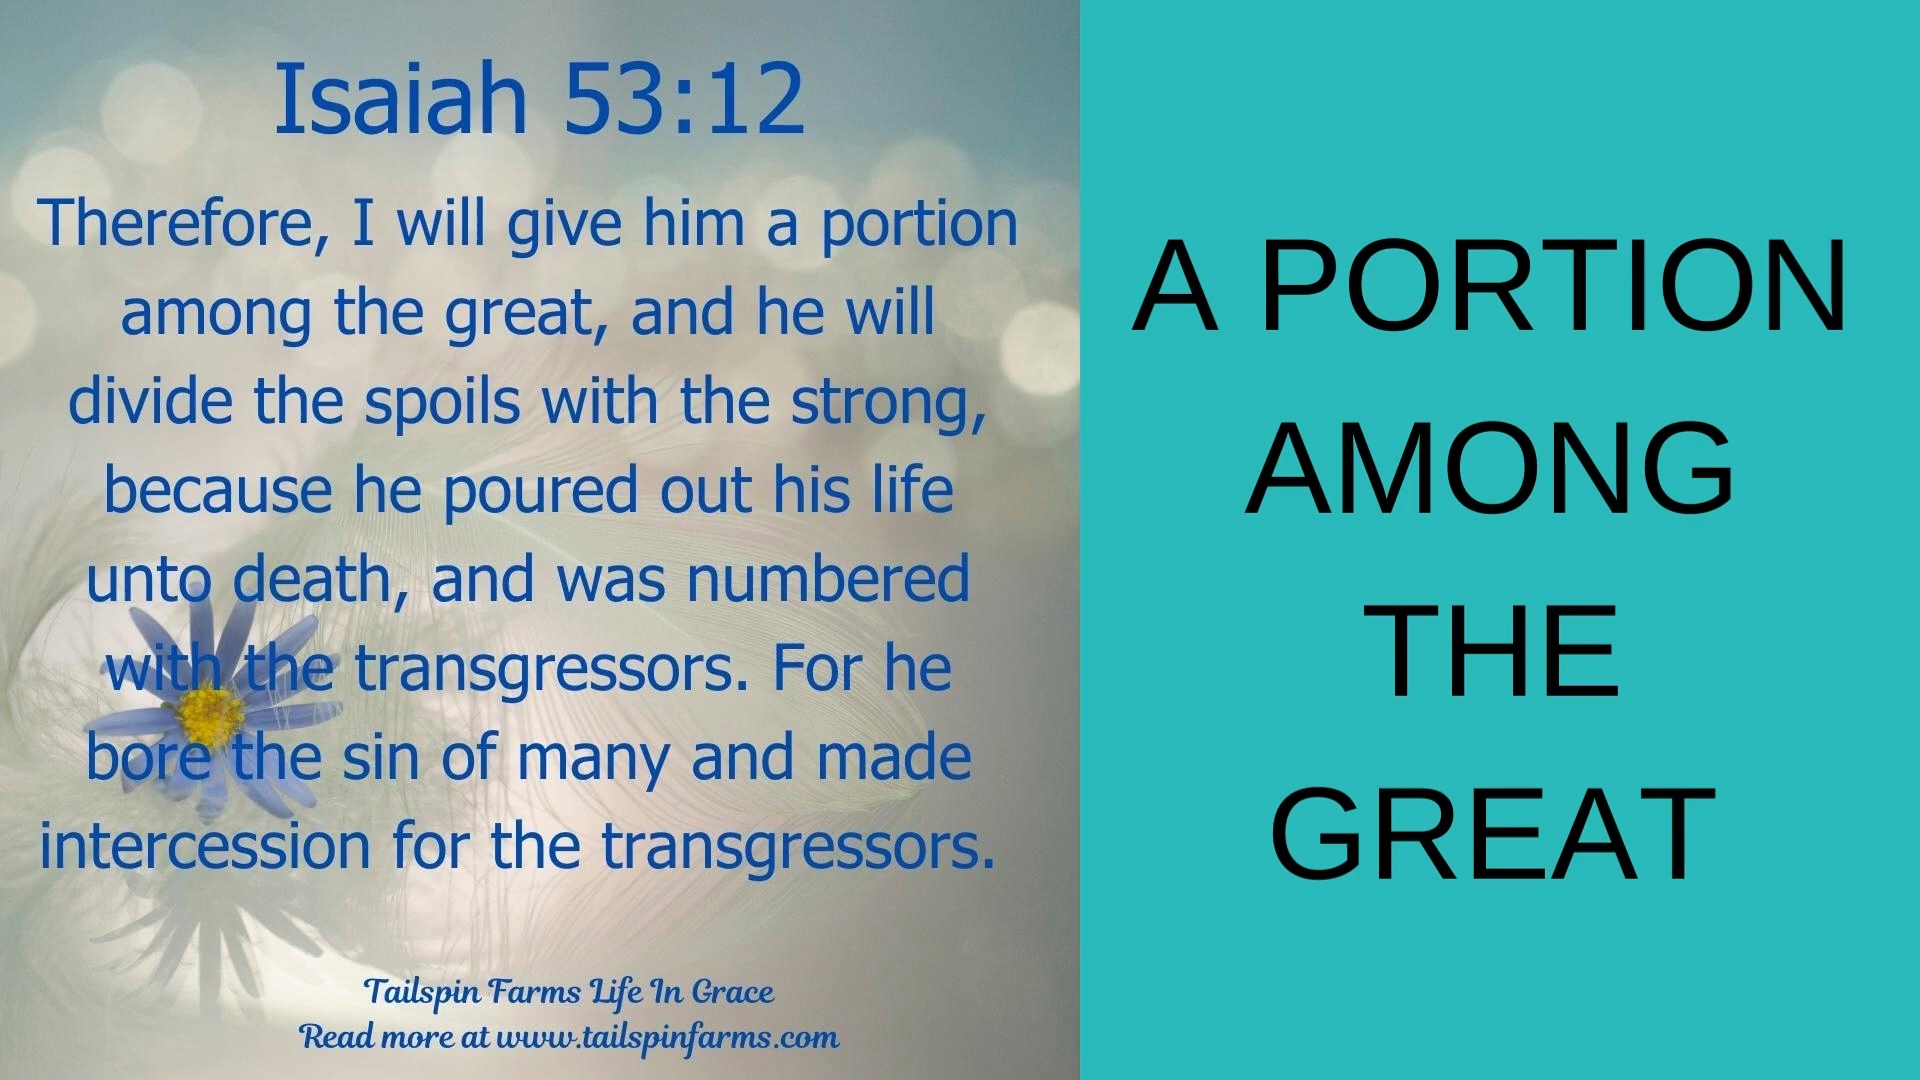 Isaiah 53:12
Therefore, I will give him a portion
among the great, and he will
divide the spoils with the strong,
because he poured out his life
unto death, and was numbered
with the transgressors. For he
bore the sin of many and made
intercession for the transgressors.
Tailspin Farms Life In Grace
Read more at www.tailspinfarms.com
A PORTION
AMONG
THE
GREAT